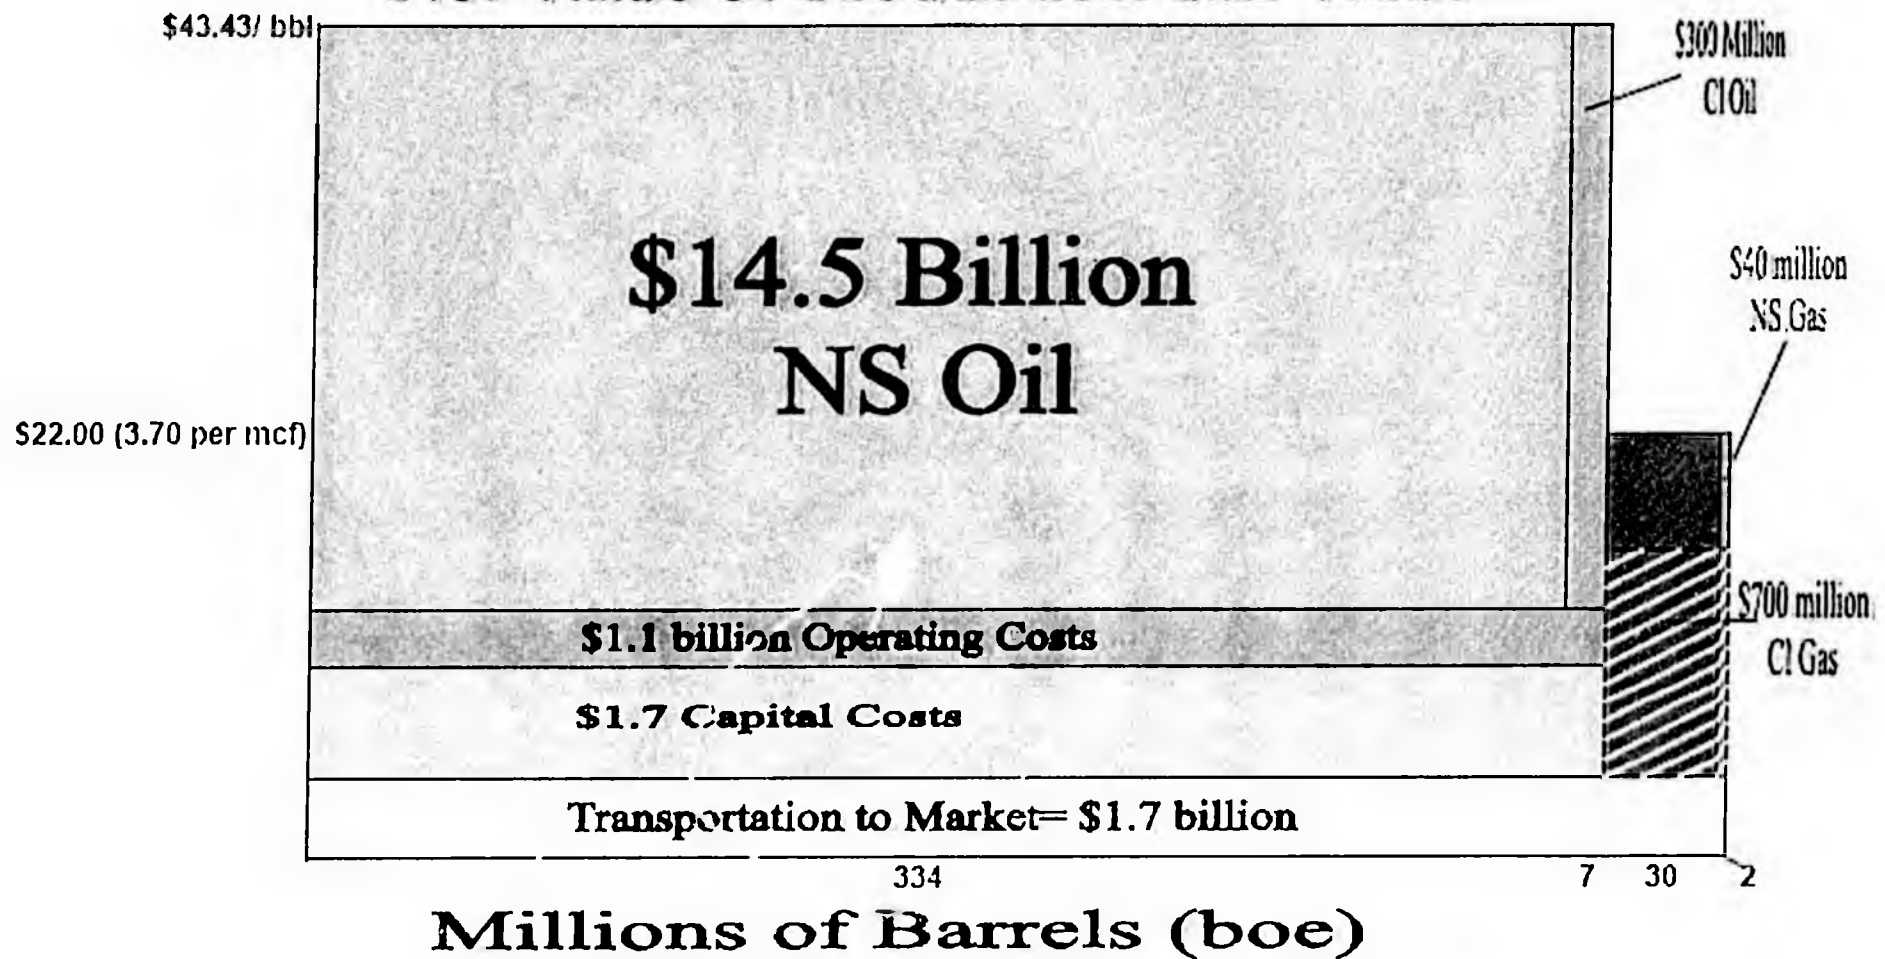 $43.43/ bbl
$300 Million
CI Oil
$14.5 Billion
NS Oil
$40 million
NS Gas
$22.00 (3.70 per mcf)
$700 million
CI Gas
$1.1 billion Operating Costs
$1.7 Capital Costs
Transportation to Market= $1.7 billion
334 7 30 2
Millions of Barrels (boe)